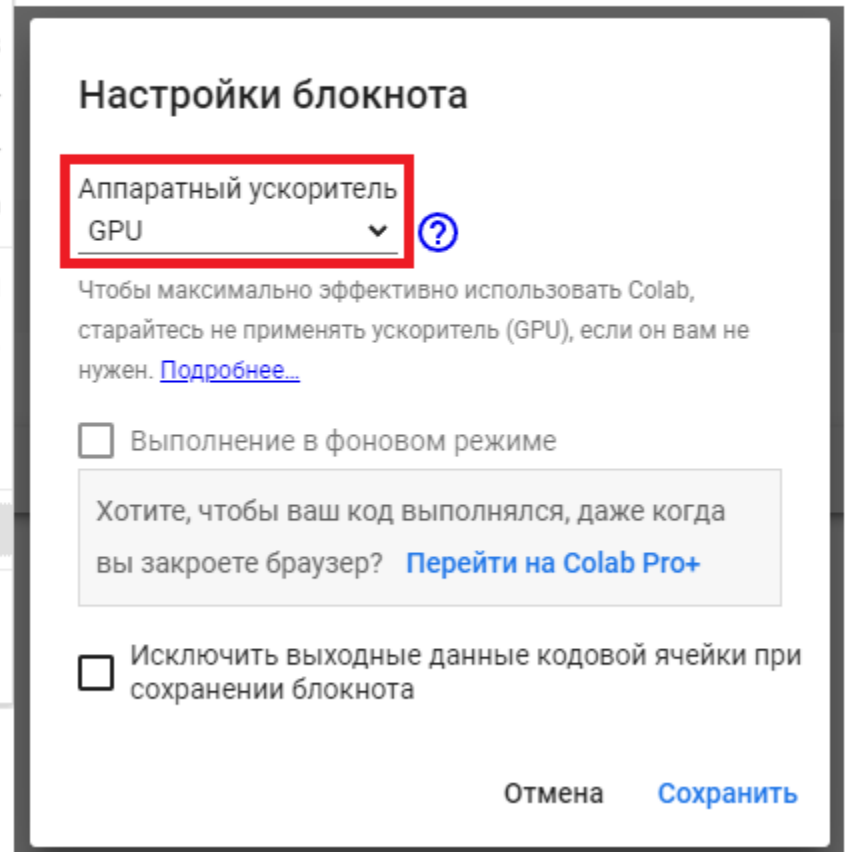 Настройки блокнота
Аппаратный ускоритель
GPU
Чтобы максимально эффективно использовать Colab,
старайтесь не применять ускоритель (GPU), если он вам не
нужен. Подробнее...
Выполнение в фоновом режиме
Хотите, чтобы ваш код выполнялся, даже когда
вы закроете браузер? Перейти на Colab Pro+
Исключить выходные данные кодовой ячейки при
сохранении блокнота
Отмена Сохранить